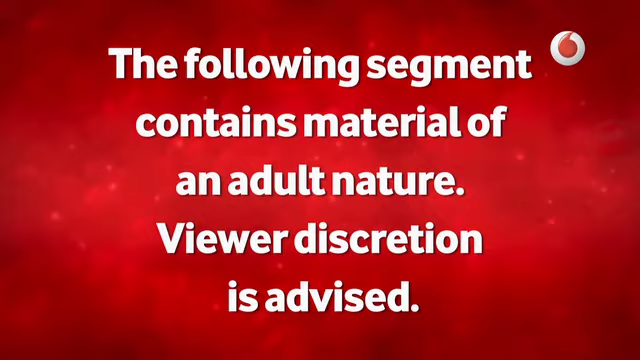 The following segment
contains material of
an adult nature.
Viewer discretion
is advised.